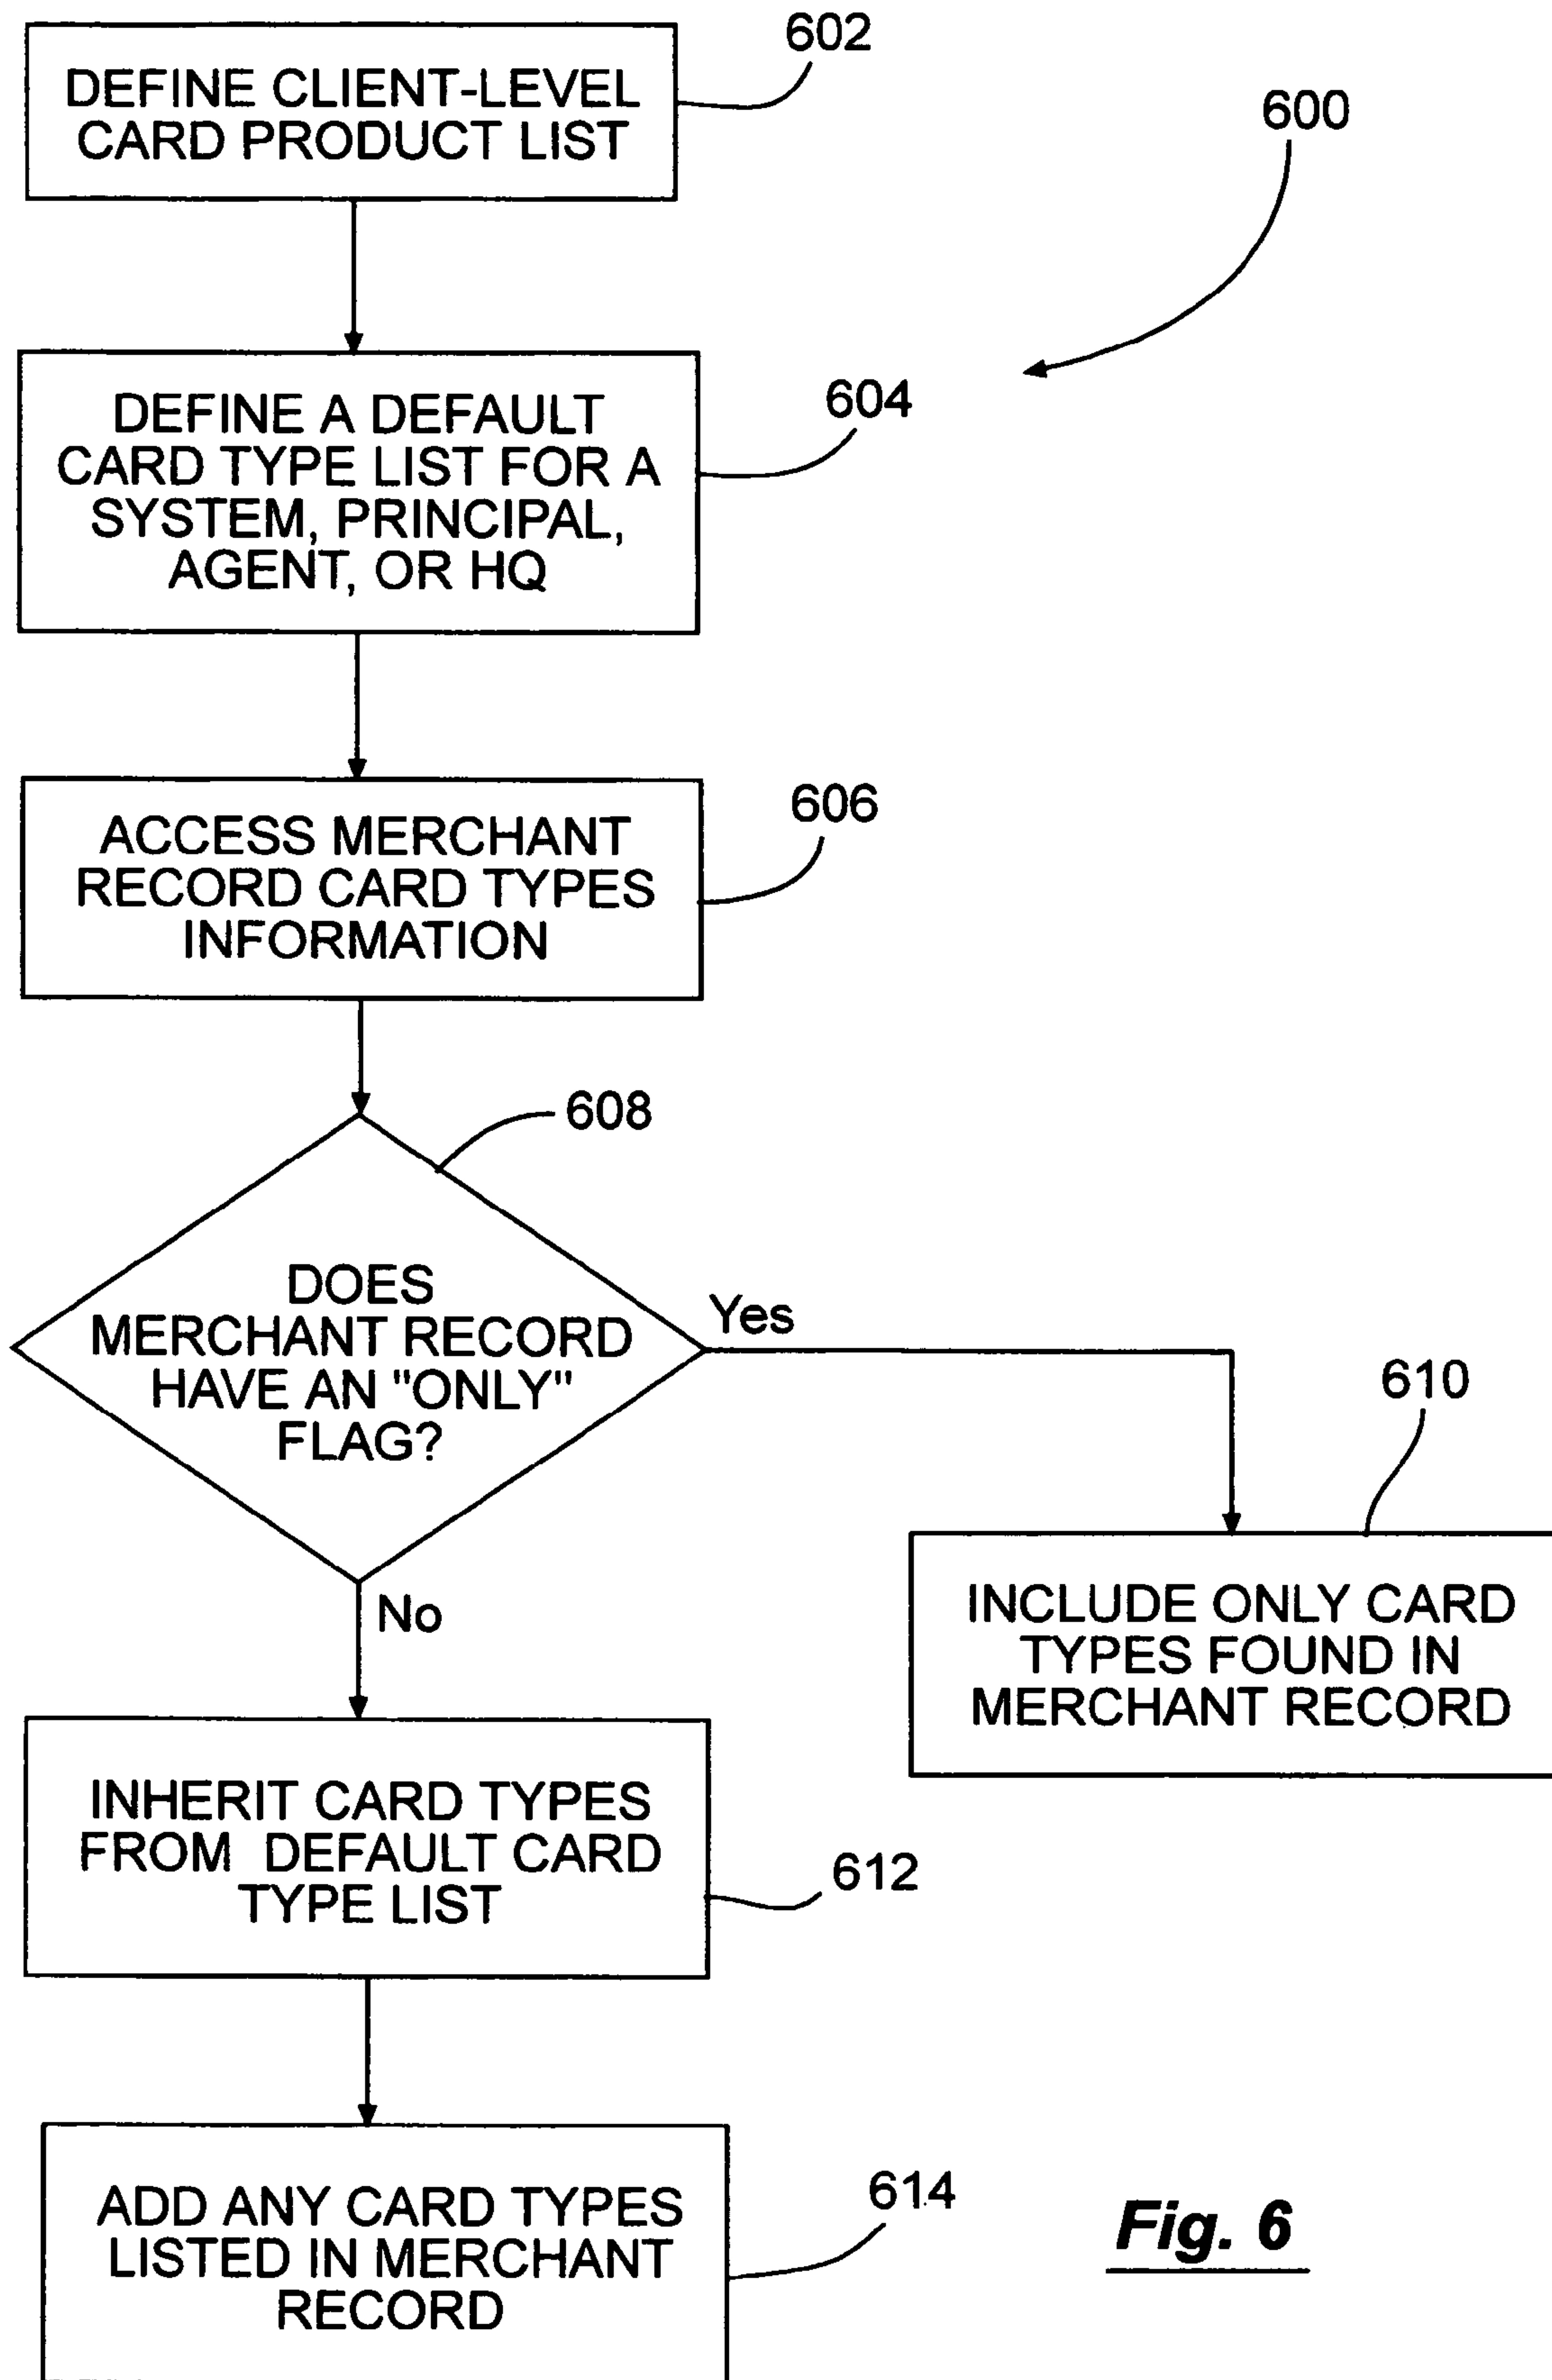 602
DEFINE CLIENT-LEVEL
CARD PRODUCT LIST
600
604
DEFINE A DEFAULT
CARD TYPE LIST FOR A
SYSTEM, PRINCIPAL,
AGENT, OR HQ
606
ACCESS MERCHANT
RECORD CARD TYPES
INFORMATION
608
DOES
MERCHANT RECORD
HAVE AN "ONLY"
FLAG?
Yes
610
INCLUDE ONLY CARD
TYPES FOUND IN
MERCHANT RECORD
No
INHERIT CARD TYPES
FROM DEFAULT CARD
TYPE LIST
612
614
ADD ANY CARD TYPES
LISTED IN MERCHANT
RECORD
Fig. 6